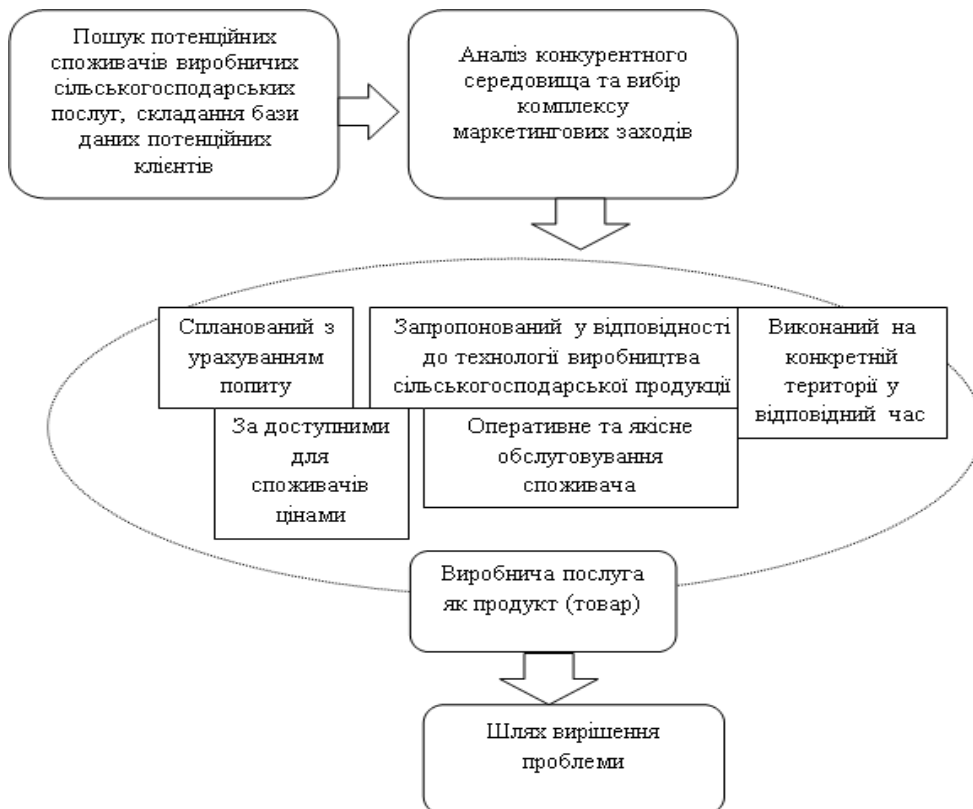 Пошук потенційних
споживачів виробничих
сільськогосподарських
послуг, складання бази
даних потенційних
клієнтів
Аналіз конкурентного
середовища та вибір
комплексу
маркетингових заходів
Спланований з
урахуванням
попиту
Запропонований у відповідності
до технології виробництва
сільськогосподарської продукції
Виконаний на
конкретній
території у
відповідний час
За доступними
для
споживачів
цінами
Оперативне та якісне
обслуговування
споживача
Виробнича послуга
як продукт (товар)
Шлях вирішення
проблеми